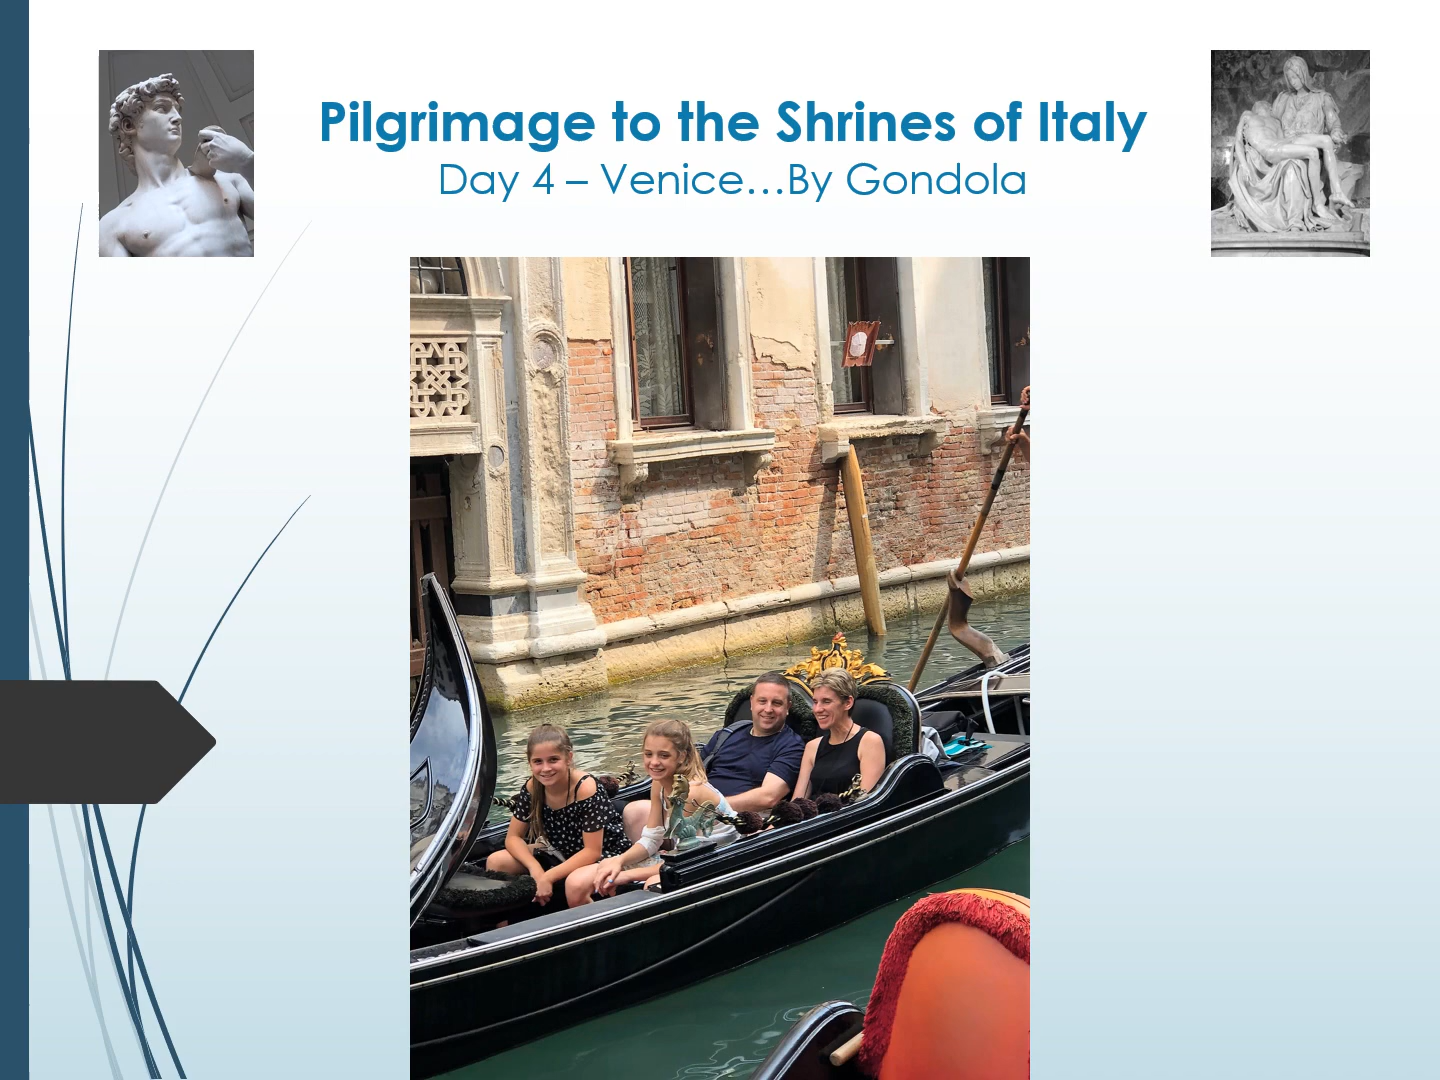 Pilgrimage to the Shrines of Italy
Day 4 – Venice…By Gondola